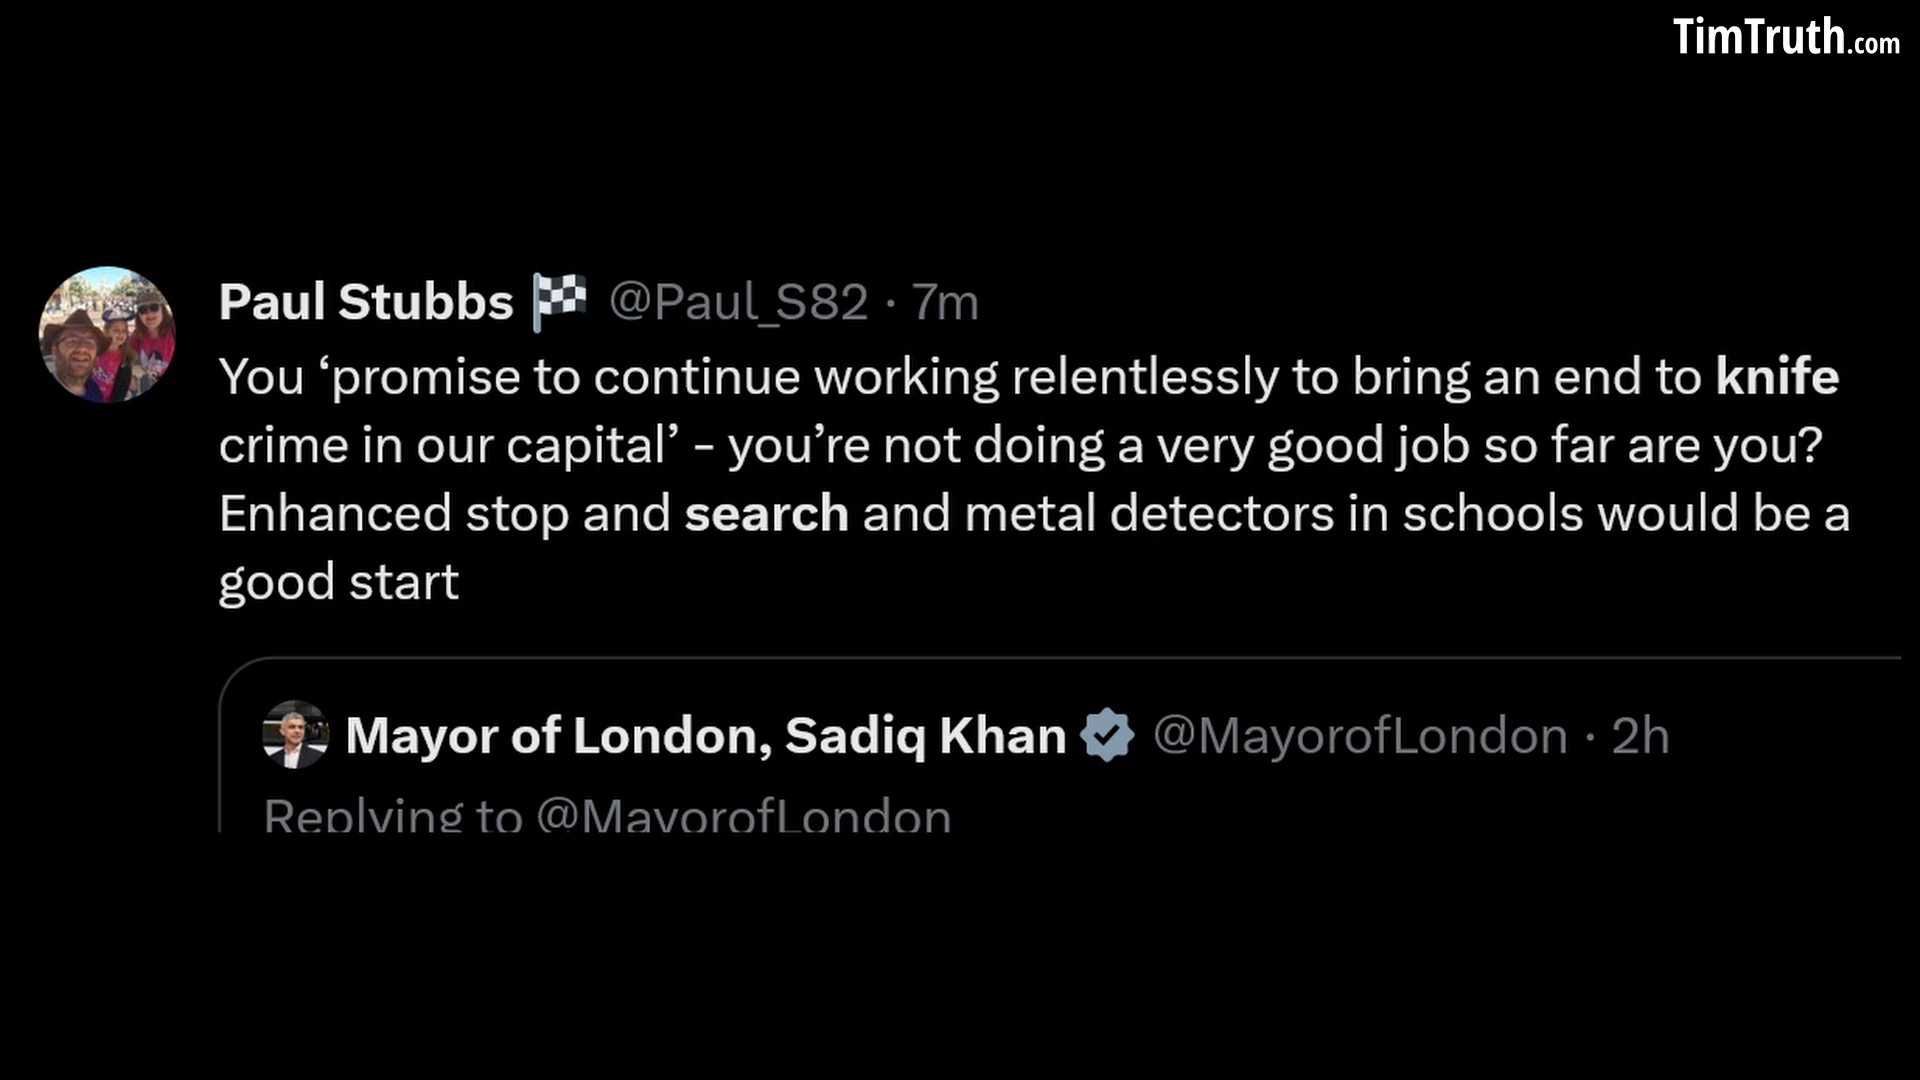 TimTruth.com
Paul Stubbs 🏁 @Paul_S82 · 7m
You ‘promise to continue working relentlessly to bring an end to knife
crime in our capital’ - you’re not doing a very good job so far are you?
Enhanced stop and search and metal detectors in schools would be a
good start
Mayor of London, Sadiq Khan @MayorofLondon · 2h
Replying to @MayorofLondon